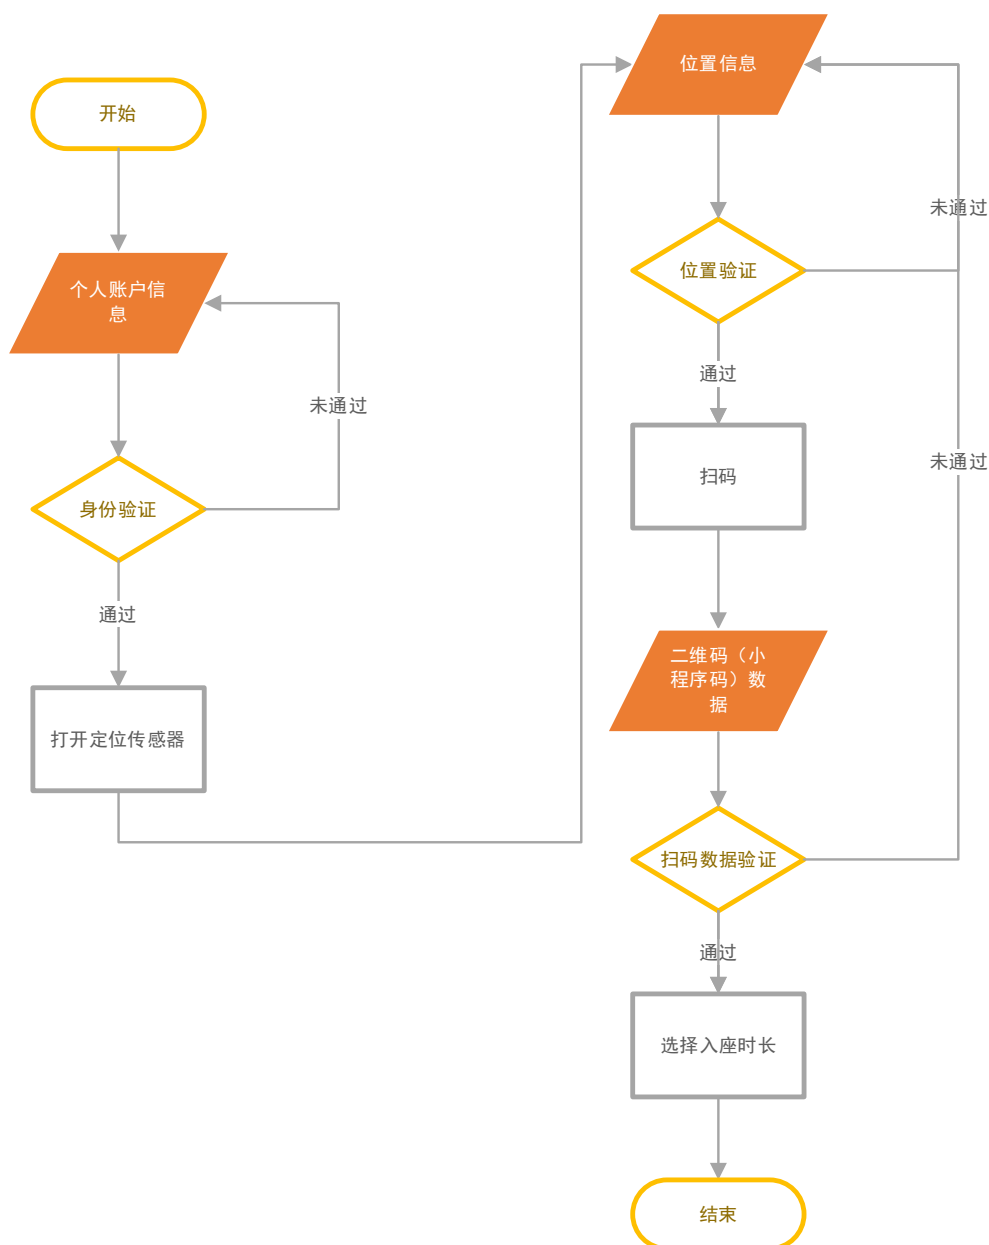 开始
个人账户信
息
未通过
身份验证
通过
打开定位传感器
位置信息
未通过
位置验证
通过
扫码
未通过
二维码（小
程序码）数
据
扫码数据验证
通过
选择入座时长
结束